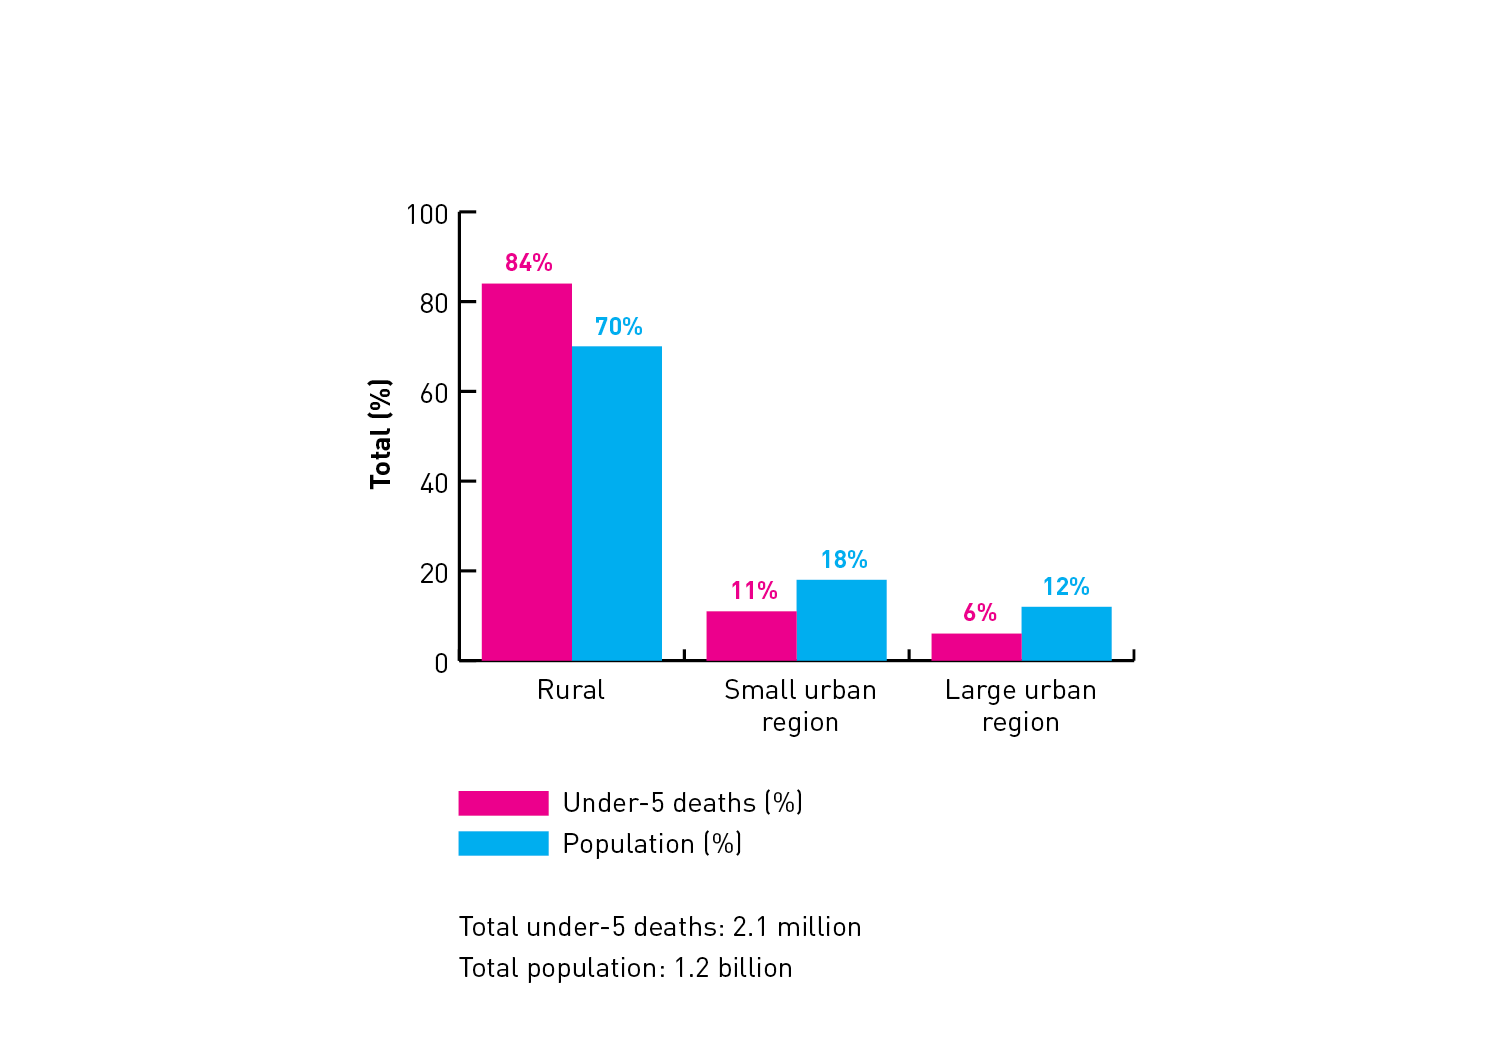 100
84%
80
70%
60
Total (%)
40
20
18%
11%
12%
6%
0
Rural
Small urban
region
Large urban
region
Under-5 deaths (%)
Population (%)
Total under-5 deaths: 2.1 million
Total population: 1.2 billion